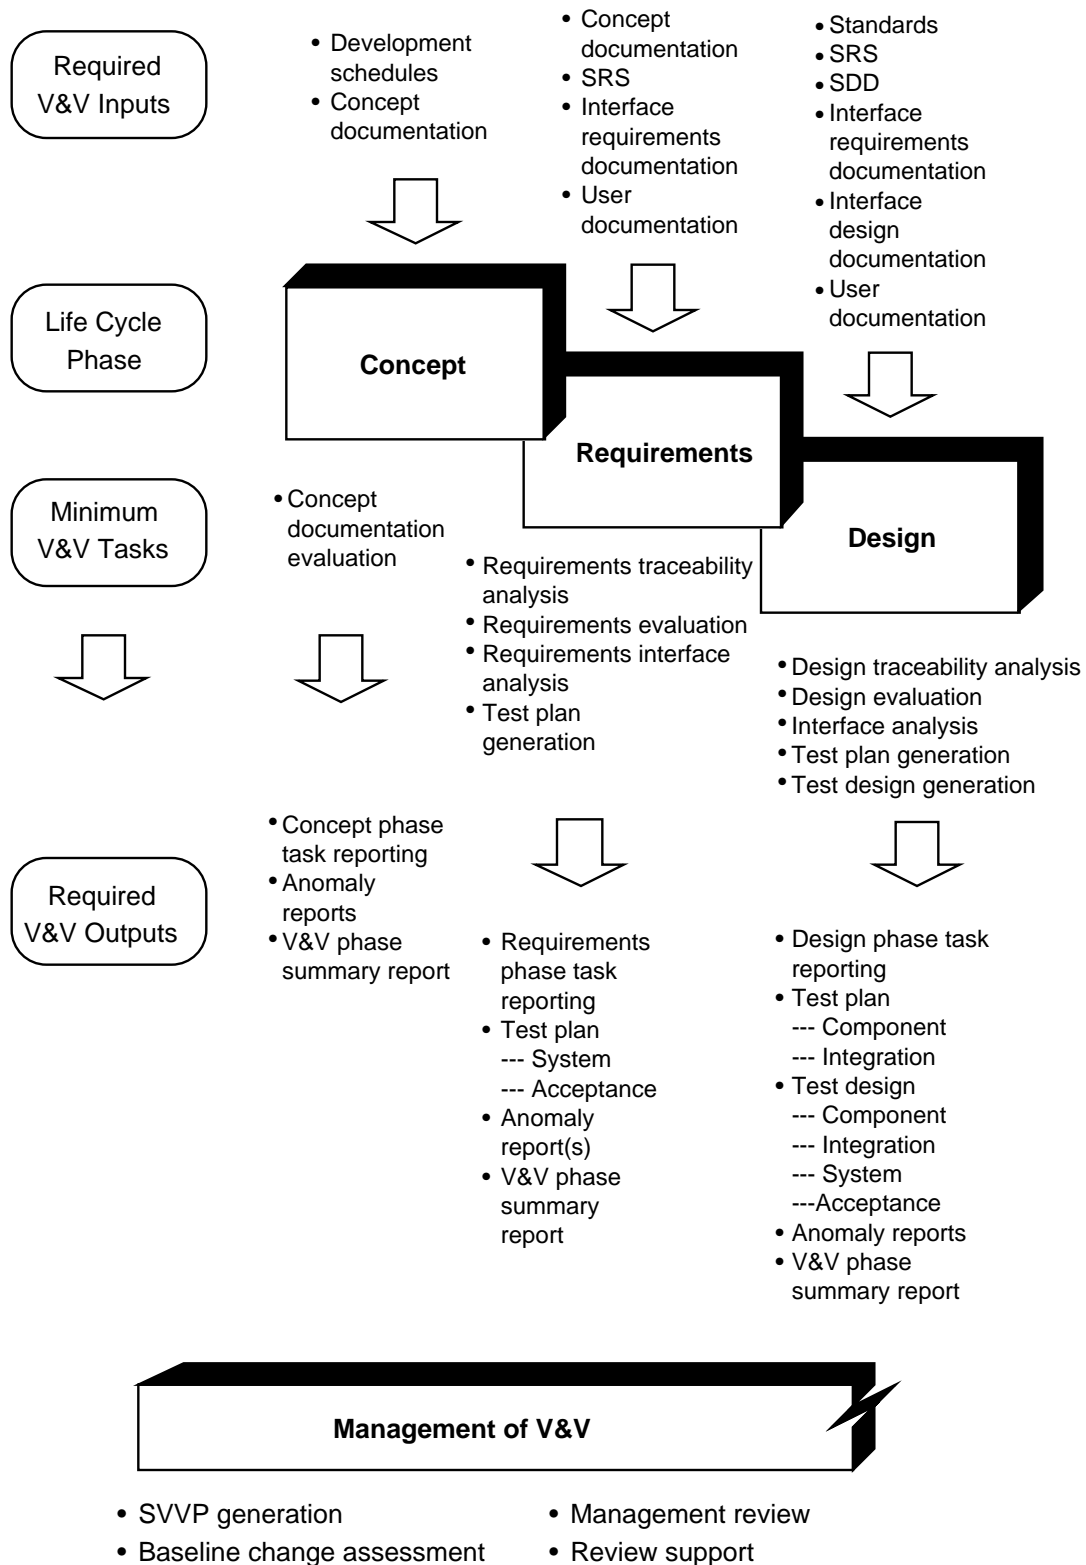 Required
V&V Inputs
• Development
schedules
• Concept
documentation
• Concept
documentation
• SRS
• Interface
requirements
documentation
• User
documentation
• Standards
• SRS
• SDD
• Interface
requirements
documentation
• Interface
design
documentation
• User
documentation
Life Cycle
Phase
Concept
Requirements
Design
Minimum
V&V Tasks
• Concept
documentation
evaluation
• Requirements traceability
analysis
• Requirements evaluation
• Requirements interface
analysis
• Test plan
generation
• Design traceability analysis
• Design evaluation
• Interface analysis
• Test plan generation
• Test design generation
Required
V&V Outputs
• Concept phase
task reporting
• Anomaly
reports
• V&V phase
summary report
• Requirements
phase task
reporting
• Test plan
--- System
--- Acceptance
• Anomaly
report(s)
• V&V phase
summary
report
• Design phase task
reporting
• Test plan
--- Component
--- Integration
• Test design
--- Component
--- Integration
--- System
---Acceptance
• Anomaly reports
• V&V phase
summary report
Management of V&V
• SVVP generation
• Baseline change assessment
• Management review
• Review support